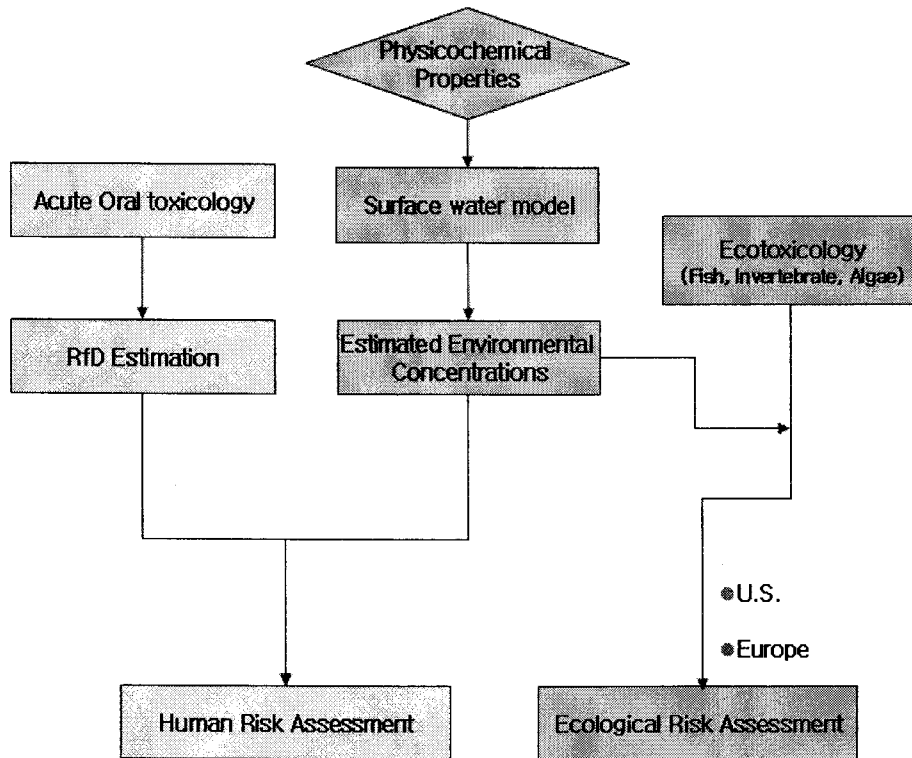 Physicochemical
Properties
Acute Oral toxicology
Surface water model
Ecotoxicology
(Fish, Invertebrate, Algae)
RfD Estimation
Estimated Environmental
Concentrations
●U.S.
●Europe
Human Risk Assessment
Ecological Risk Assessment